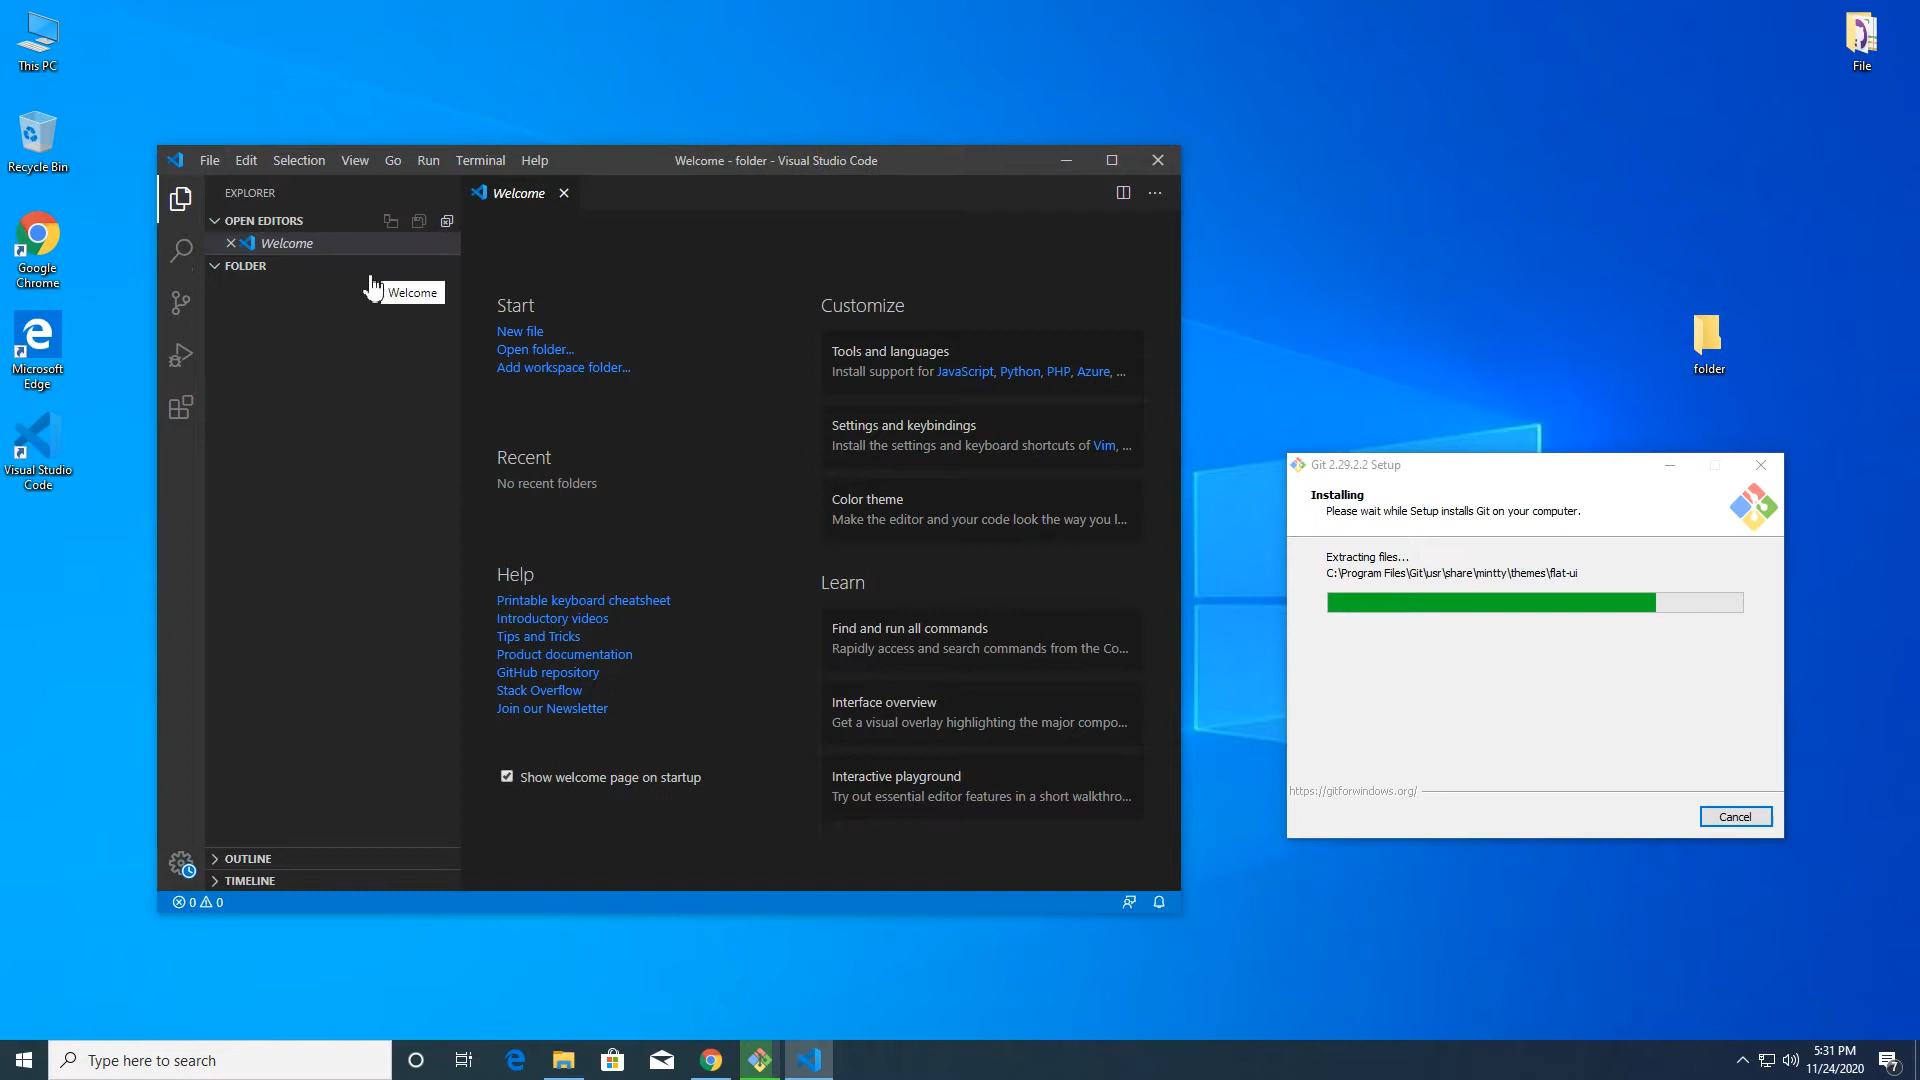 This PC
Recycle Bin
Google
Chrome
Microsoft
Edge
Visual Studio
Code
File
folder
File Edit Selection View Go Run Terminal Help
Welcome - folder - Visual Studio Code
EXPLORER
OPEN EDITORS
Welcome
FOLDER
Welcome
OUTLINE
TIMELINE
Welcome
Start
New file
Open folder...
Add workspace folder...
Recent
No recent folders
Help
Printable keyboard cheatsheet
Introductory videos
Tips and Tricks
Product documentation
GitHub repository
Stack Overflow
Join our Newsletter
Show welcome page on startup
Customize
Tools and languages
Install support for JavaScript, Python, PHP, Azure, ...
Settings and keybindings
Install the settings and keyboard shortcuts of Vim, ...
Color theme
Make the editor and your code look the way you l...
Learn
Find and run all commands
Rapidly access and search commands from the Co...
Interface overview
Get a visual overlay highlighting the major compo...
Interactive playground
Try out essential editor features in a short walkthro...
0 0
Git 2.29.2.2 Setup
Installing
Please wait while Setup installs Git on your computer.
Extracting files...
C:\Program Files\Git\usr\share\mintty\themes\flat-ui
https://gitforwindows.org/
Cancel
Type here to search
5:31 PM
11/24/2020
7